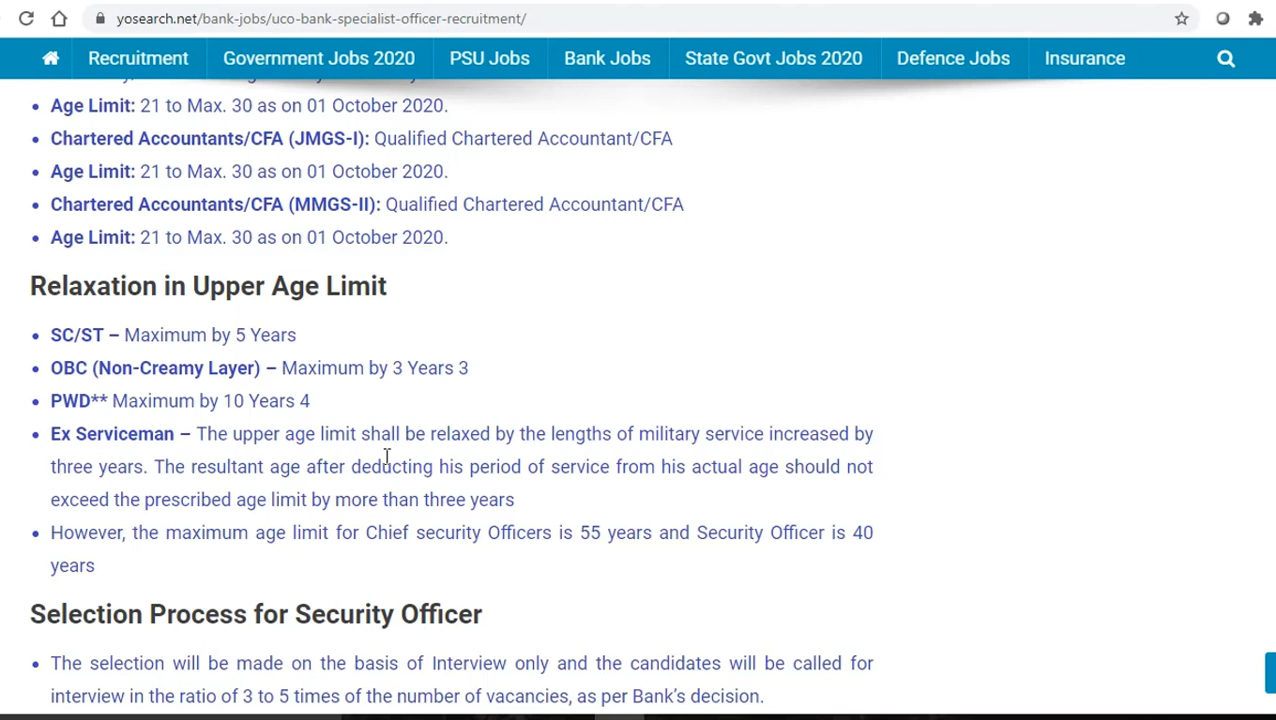 yosearch.net/bank-jobs/uco-bank-specialist-officer-recruitment/
Recruitment Government Jobs 2020 PSU Jobs Bank Jobs State Govt Jobs 2020 Defence Jobs Insurance
Age Limit: 21 to Max. 30 as on 01 October 2020.
Chartered Accountants/CFA (JMGS-I): Qualified Chartered Accountant/CFA
Age Limit: 21 to Max. 30 as on 01 October 2020.
Chartered Accountants/CFA (MMGS-II): Qualified Chartered Accountant/CFA
Age Limit: 21 to Max. 30 as on 01 October 2020.
Relaxation in Upper Age Limit
SC/ST – Maximum by 5 Years
OBC (Non-Creamy Layer) – Maximum by 3 Years 3
PWD** Maximum by 10 Years 4
Ex Serviceman – The upper age limit shall be relaxed by the lengths of military service increased by
three years. The resultant age after deducting his period of service from his actual age should not
exceed the prescribed age limit by more than three years
However, the maximum age limit for Chief security Officers is 55 years and Security Officer is 40
years
Selection Process for Security Officer
The selection will be made on the basis of Interview only and the candidates will be called for
interview in the ratio of 3 to 5 times of the number of vacancies, as per Bank's decision.